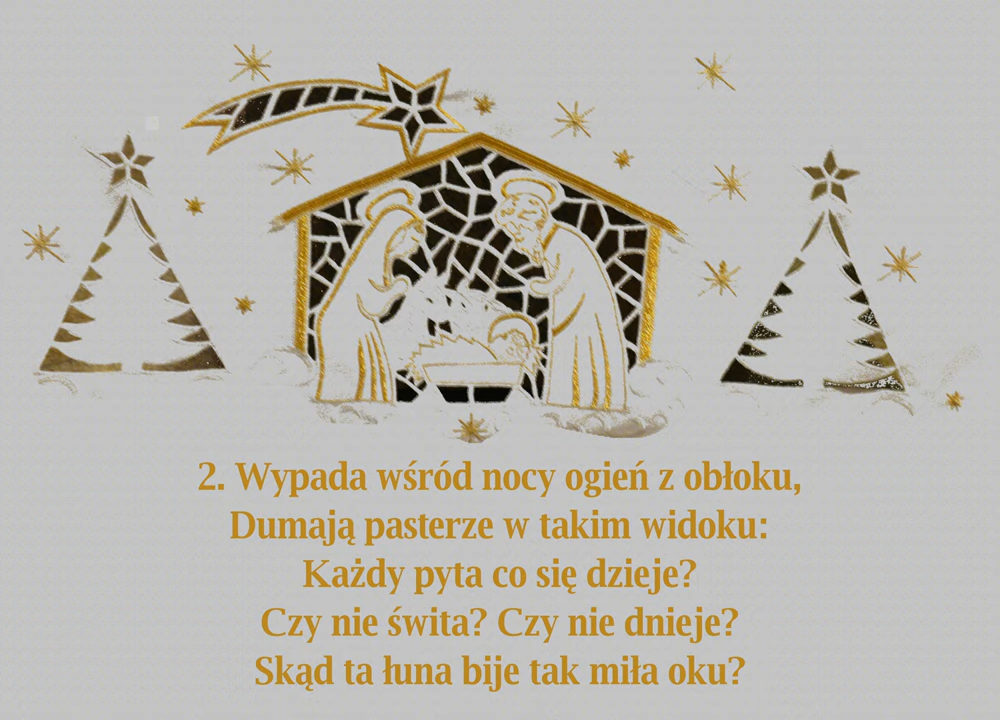 2. Wypada wśród nocy ogień z obłoku,
Dumają pasterze w takim widoku:
Każdy pyta co się dzieje?
Czy nie świta? Czy nie dnieje?
Skąd ta łuna bije tak miła oku?